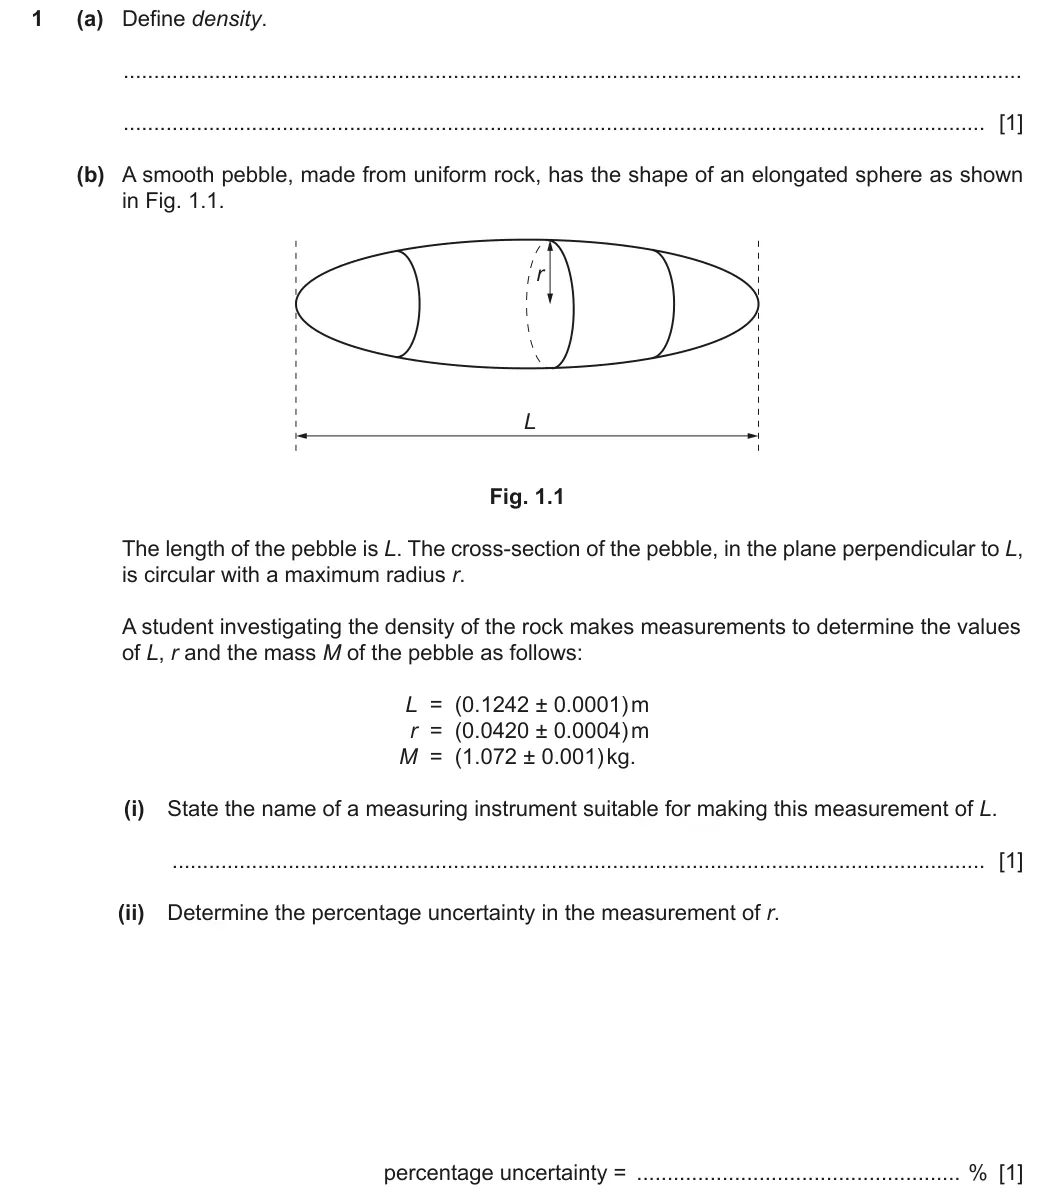 1 (a) Define density.
........................................................................................................................................................
.................................................................................................................................................. [1]
(b) A smooth pebble, made from uniform rock, has the shape of an elongated sphere as shown
in Fig. 1.1.
r
L
Fig. 1.1
The length of the pebble is L. The cross-section of the pebble, in the plane perpendicular to L,
is circular with a maximum radius r.
A student investigating the density of the rock makes measurements to determine the values
of L, r and the mass M of the pebble as follows:
L = (0.1242 ± 0.0001) m
r = (0.0420 ± 0.0004) m
M = (1.072 ± 0.001) kg.
(i) State the name of a measuring instrument suitable for making this measurement of L.
......................................................................................................................................... [1]
(ii) Determine the percentage uncertainty in the measurement of r.
percentage uncertainty = ..................................................... % [1]